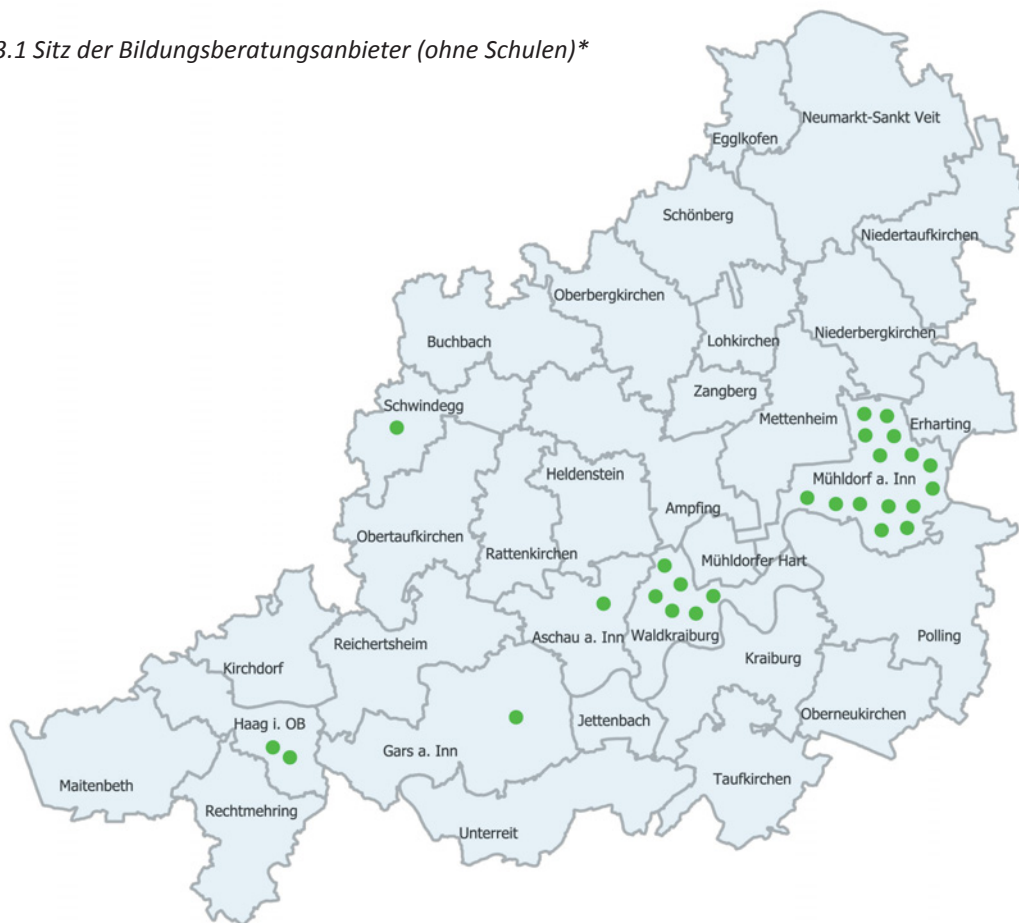 3.1 Sitz der Bildungsberatungsanbieter (ohne Schulen)*
Neumarkt-Sankt Veit
Egglkofen
Schönberg
Niedertaufkirchen
Oberbergkirchen
Buchbach
Lohkirchen
Niederbergkirchen
Zangberg
Schwindegg
Mettenheim
Erharting
Heldenstein
Mühldorf a. Inn
Ampfing
Obertaufkirchen
Rattenkirchen
Mühldorfer Hart
Reichertsheim
Aschau a. Inn
Waldkraiburg
Polling
Kirchdorf
Kraiburg
Haag i. OB
Jettenbach
Oberneukirchen
Gars a. Inn
Maitenbeth
Taufkirchen
Rechtmehring
Unterreit